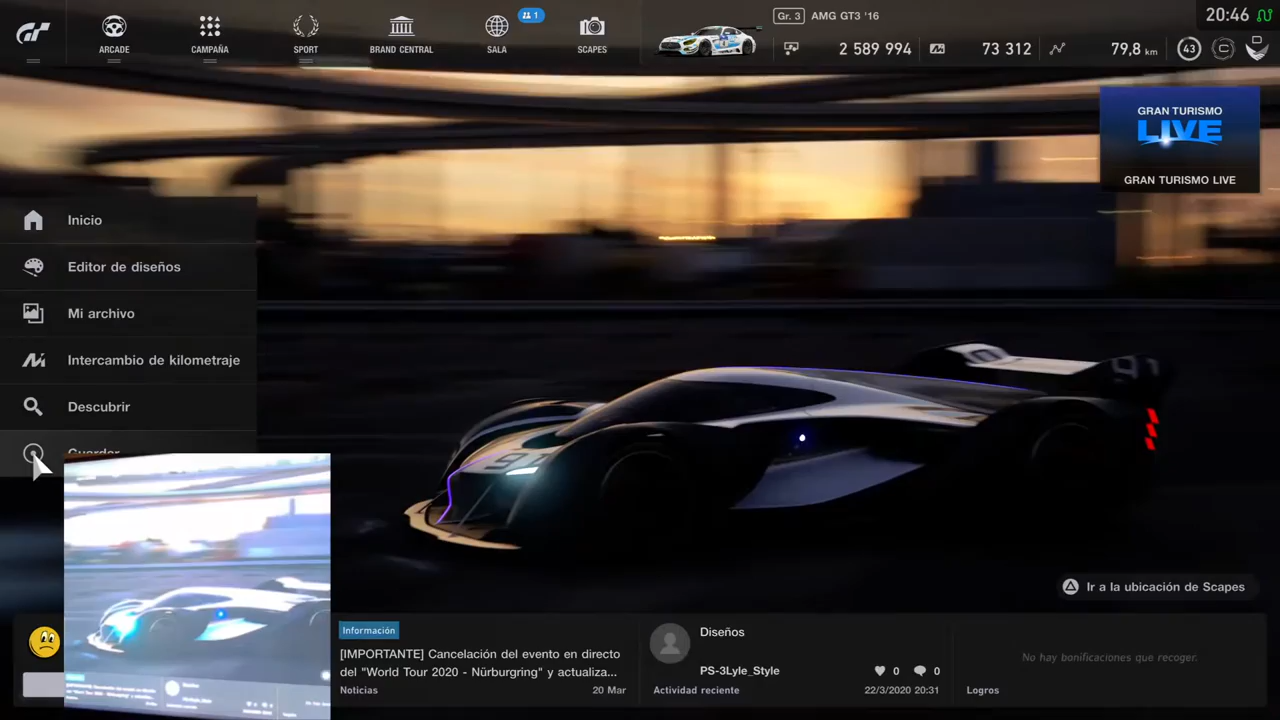 ARCADE
CAMPAÑA
SPORT
BRAND CENTRAL
SALA
1
SCAPES
Gr. 3 AMG GT3 '16
2 589 994
73 312
79,8 km
43
20:46
GRAN TURISMO
LIVE
GRAN TURISMO LIVE
Inicio
Editor de diseños
Mi archivo
Intercambio de kilometraje
Descubrir
Guardar
91
91
Ir a la ubicación de Scapes
Información
[IMPORTANTE] Cancelación del evento en directo
del "World Tour 2020 - Nürburgring" y actualiza...
Noticias 20 Mar
Diseños
PS-3Lyle_Style 0 0
Actividad reciente 22/3/2020 20:31
No hay bonificaciones que recoger.
Logros